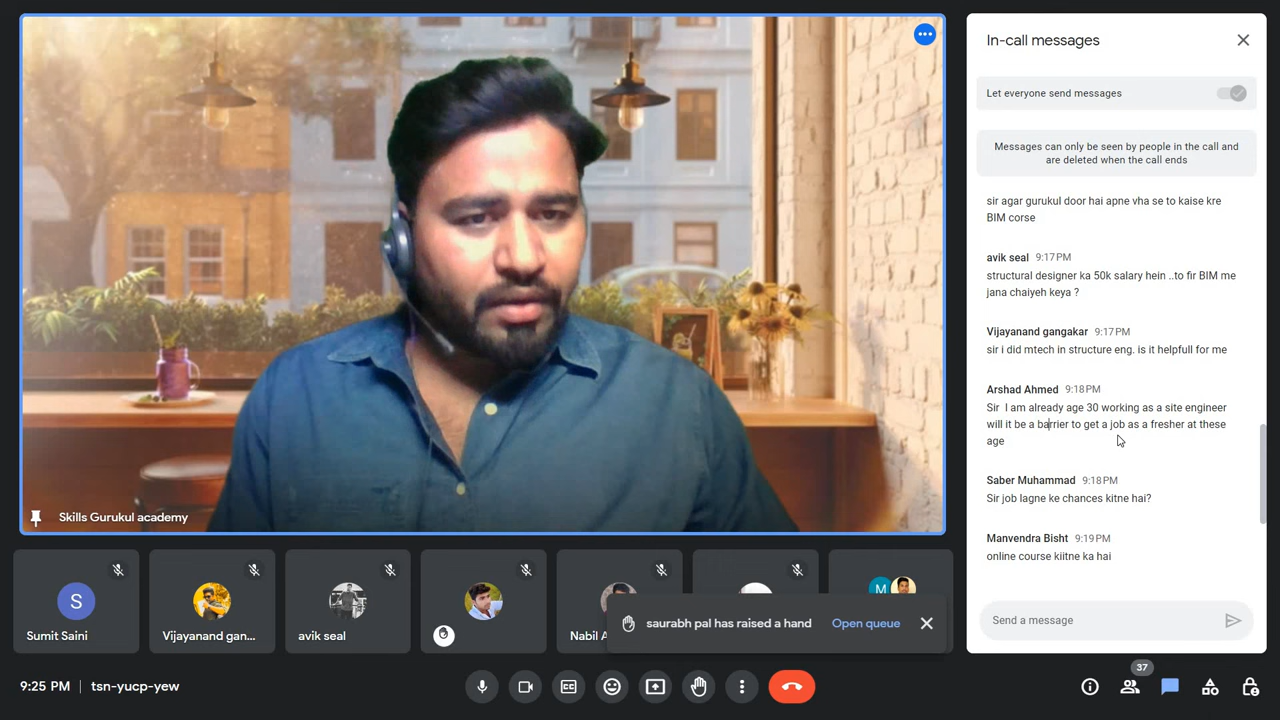 In-call messages
Let everyone send messages
Messages can only be seen by people in the call and
are deleted when the call ends
sir agar gurukul door hai apne vha se to kaise kre
BIM corse
avik seal 9:17 PM
structural designer ka 50k salary hein ..to fir BIM me
jana chaiyeh keya ?
Vijayanand gangakar 9:17 PM
sir i did mtech in structure eng. is it helpfull for me
Arshad Ahmed 9:18 PM
Sir I am already age 30 working as a site engineer
will it be a barrier to get a job as a fresher at these
age
Saber Muhammad 9:18 PM
Sir job lagne ke chances kitne hai?
Manvendra Bisht 9:19 PM
online course kiitne ka hai
Send a message
Skills Gurukul academy
S
M
Sumit Saini
Vijayanand gan...
avik seal
Nabil A
saurabh pal has raised a hand
Open queue
9:25 PM | tsn-yucp-yew
CC
37